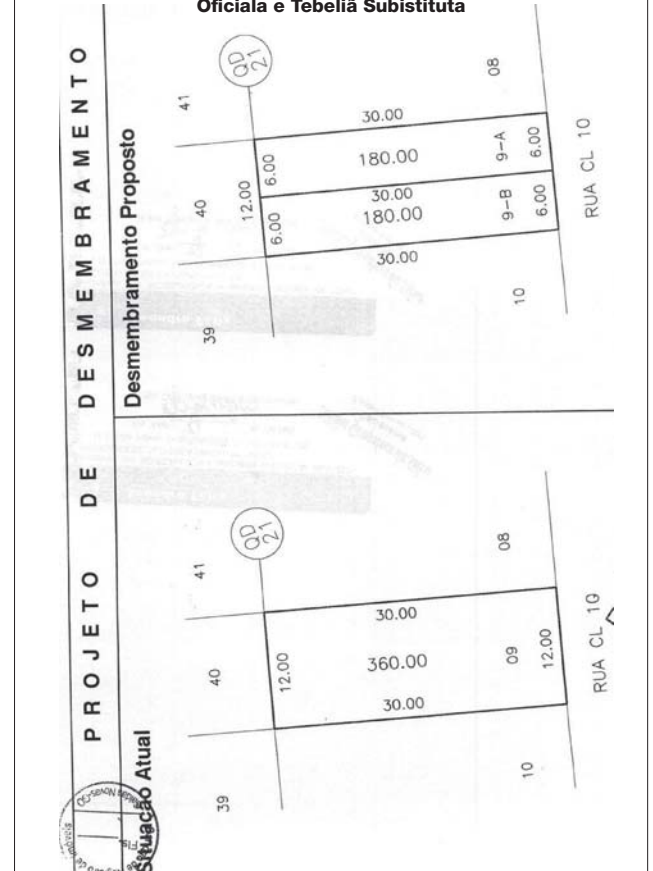 Oficiala e Tebeliã Subistituta
PROJETO DE DESMEMBRAMENTO
Situação Atual
39
40
41
QD
21
12.00
30.00
360.00
30.00
09
12.00
10
08
RUA CL 10
Desmembramento Proposto
39
40
41
QD
21
12.00
6.00
6.00
30.00
180.00
30.00
180.00
30.00
9-A
9-B
6.00
6.00
10
08
RUA CL 10
Fls.